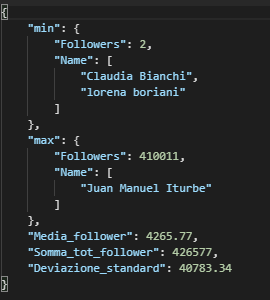 {
"min": {
"Followers": 2,
"Name": [
"Claudia Bianchi",
"lorena boriani"
]
},
"max": {
"Followers": 410011,
"Name": [
"Juan Manuel Iturbe"
]
},
"Media_follower": 4265.77,
"Somma_tot_follower": 426577,
"Deviazione_standard": 40783.34
}